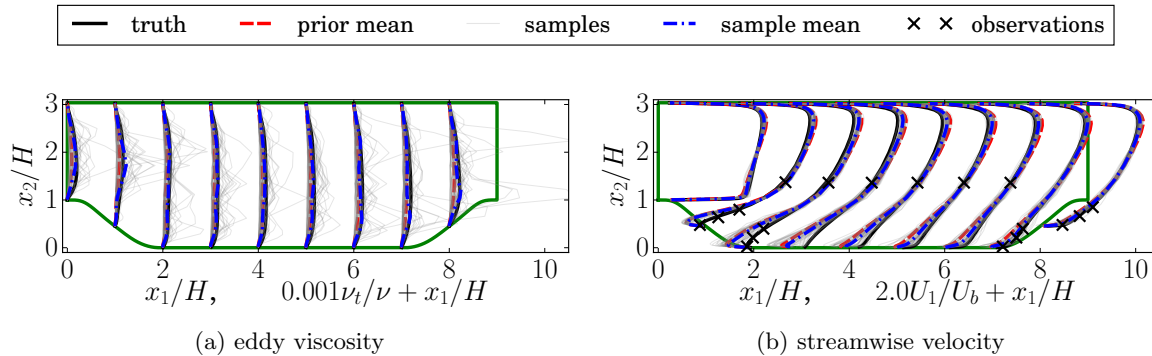 truth prior mean samples sample mean observations
3
2
1
0
x₂/H
0 2 4 6 8 10
x₁/H, 0.001νₜ/ν + x₁/H
(a) eddy viscosity
3
2
1
0
x₂/H
0 2 4 6 8 10
x₁/H, 2.0U₁/U_b + x₁/H
(b) streamwise velocity